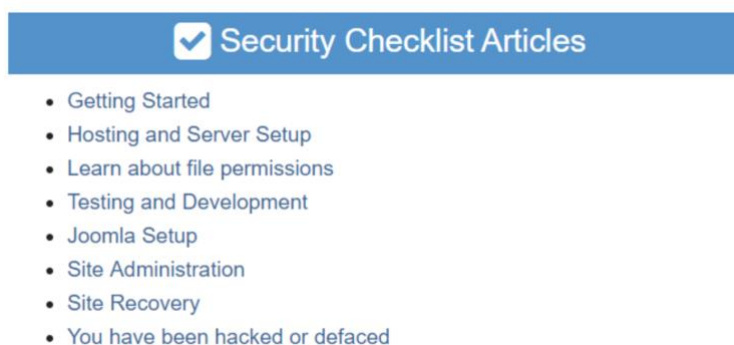 Security Checklist Articles
Getting Started
Hosting and Server Setup
Learn about file permissions
Testing and Development
Joomla Setup
Site Administration
Site Recovery
You have been hacked or defaced